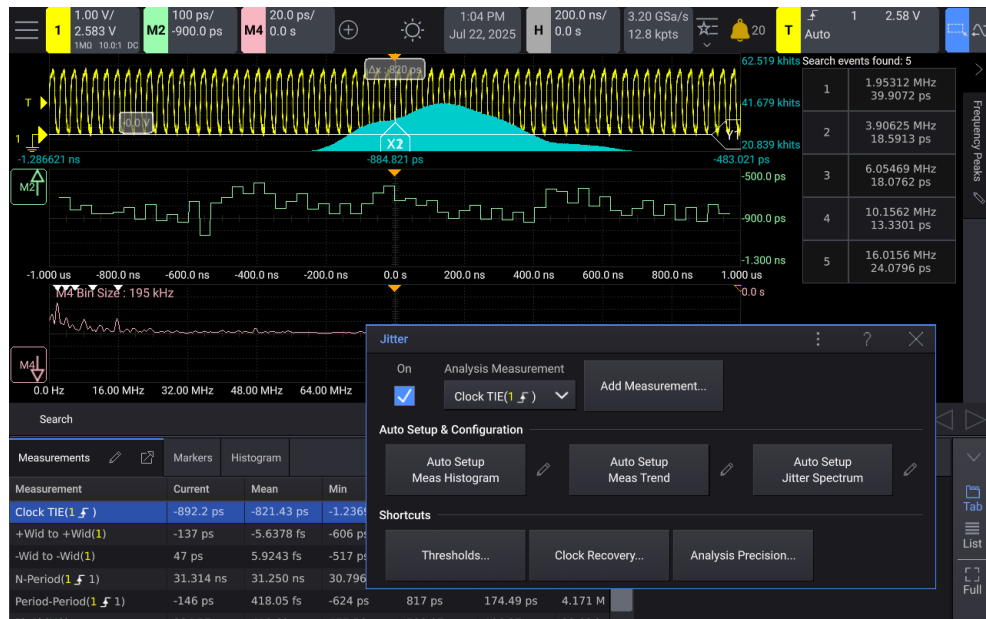 1
1.00 V/
2.583 V
1MΩ 10.0:1 DC
M2
100 ps/
-900.0 ps
M4
20.0 ps/
0.0 s
1:04 PM
Jul 22, 2025
H
200.0 ns/
0.0 s
3.20 GSa/s
12.8 kpts
20
T
1 2.58 V
Auto
62.519 khits
Δx :820 ps
T
41.679 khits
+0.0 V
1
X2
20.839 khits
-1.286621 ns
-884.821 ps
-483.021 ps
Search events found: 5
1 1.95312 MHz
39.9072 ps
2 3.90625 MHz
18.5913 ps
3 6.05469 MHz
18.0762 ps
4 10.1562 MHz
13.3301 ps
5 16.0156 MHz
24.0796 ps
Frequency Peaks
M2
-500.0 ps
-900.0 ps
-1.300 ns
-1.000 us -800.0 ns -600.0 ns -400.0 ns -200.0 ns 0.0 s 200.0 ns 400.0 ns 600.0 ns 800.0 ns 1.000 us
M4 Bin Size : 195 kHz
0.0 s
M4
0.0 Hz 16.00 MHz 32.00 MHz 48.00 MHz 64.00 MHz
Jitter
?
On
Analysis Measurement
Clock TIE(1 )
Add Measurement...
Auto Setup & Configuration
Auto Setup
Meas Histogram
Auto Setup
Meas Trend
Auto Setup
Jitter Spectrum
Shortcuts
Thresholds...
Clock Recovery...
Analysis Precision...
Search
Measurements
Markers
Histogram
Measurement Current Mean Min
Clock TIE(1 ) -892.2 ps -821.43 ps -1.236
+Wid to +Wid(1) -137 ps -5.6378 fs -606 ps
-Wid to -Wid(1) 47 ps 5.9243 fs -517 ps
N-Period(1 1) 31.314 ns 31.250 ns 30.796
Period-Period(1 1) -146 ps 418.05 fs -624 ps 817 ps 174.49 ps 4.171 M
Tab
List
Full